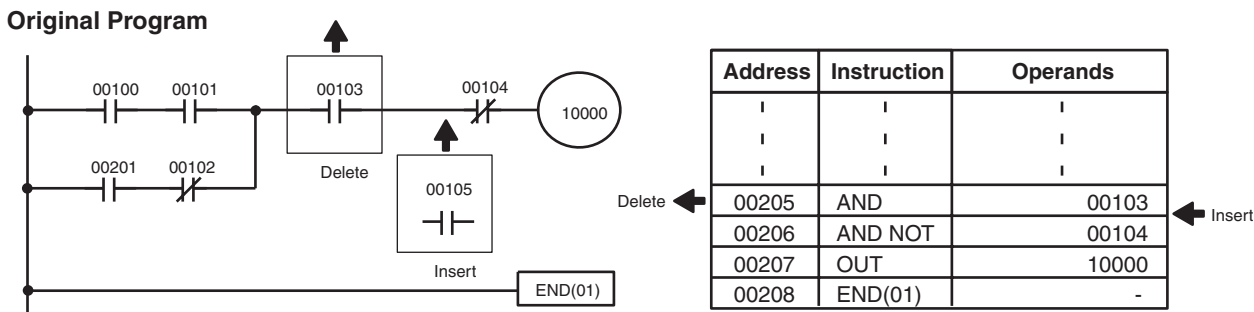 Original Program
00100 00101 00103 00104
10000
00201 00102
Delete
00105
Insert
END(01)
Address Instruction Operands
Delete
00205 AND 00103
Insert
00206 AND NOT 00104
00207 OUT 10000
00208 END(01) -